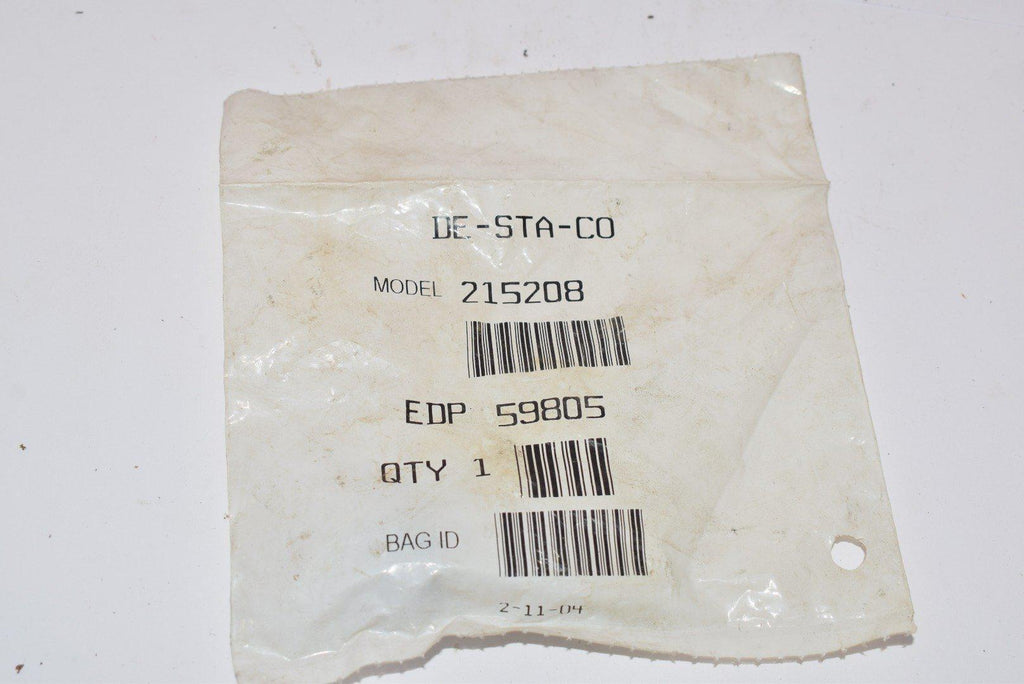 DE-STA-CO
MODEL 215208
EDP 59805
QTY 1
BAG ID
2-11-04